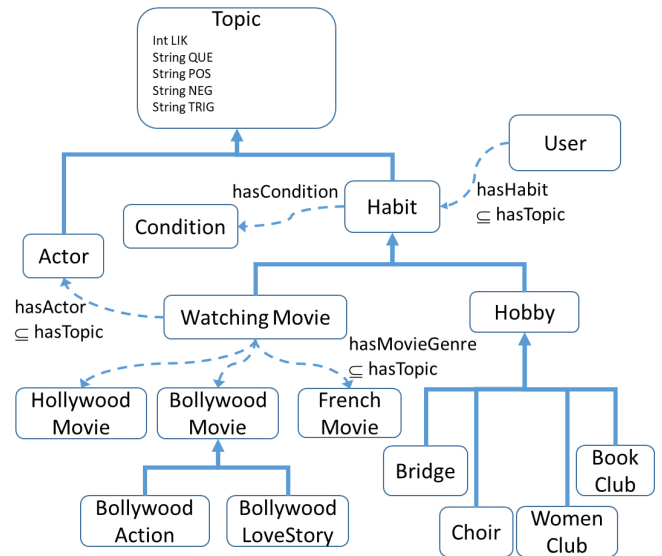 Topic
Int LIK
String QUE
String POS
String NEG
String TRIG
User
hasCondition
hasHabit
⊆ hasTopic
Condition
Habit
Actor
hasActor
⊆ hasTopic
Watching Movie
Hobby
hasMovieGenre
⊆ hasTopic
Hollywood
Movie
Bollywood
Movie
French
Movie
Bridge
Book
Club
Bollywood
Action
Bollywood
LoveStory
Choir
Women
Club